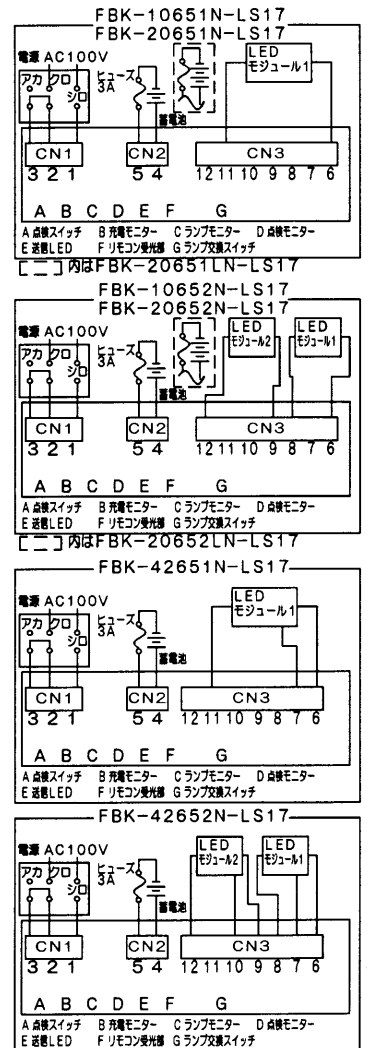 FBK-10651N-LS17
FBK-20651N-LS17
電源 AC100V
アカ クロ シロ
ヒューズ
3A
蓄電池
LED
モジュール1
CN1 CN2 CN3
3 2 1 5 4 12 11 10 9 8 7 6
A B C D E F G
A 点検スイッチ B 充電モニター C ランプモニター D 点検モニター
E 送信LED F リモコン受光部 G ランプ交換スイッチ
内はFBK-20651LN-LS17
FBK-10652N-LS17
FBK-20652N-LS17
電源 AC100V
アカ クロ シロ
ヒューズ
3A
蓄電池
LED
モジュール2
LED
モジュール1
CN1 CN2 CN3
3 2 1 5 4 12 11 10 9 8 7 6
A B C D E F G
A 点検スイッチ B 充電モニター C ランプモニター D 点検モニター
E 送信LED F リモコン受光部 G ランプ交換スイッチ
内はFBK-20652LN-LS17
FBK-42651N-LS17
電源 AC100V
アカ クロ シロ
ヒューズ
3A
蓄電池
LED
モジュール1
CN1 CN2 CN3
3 2 1 5 4 12 11 10 9 8 7 6
A B C D E F G
A 点検スイッチ B 充電モニター C ランプモニター D 点検モニター
E 送信LED F リモコン受光部 G ランプ交換スイッチ
FBK-42652N-LS17
電源 AC100V
アカ クロ シロ
ヒューズ
3A
蓄電池
LED
モジュール2
LED
モジュール1
CN1 CN2 CN3
3 2 1 5 4 12 11 10 9 8 7 6
A B C D E F G
A 点検スイッチ B 充電モニター C ランプモニター D 点検モニター
E 送信LED F リモコン受光部 G ランプ交換スイッチ